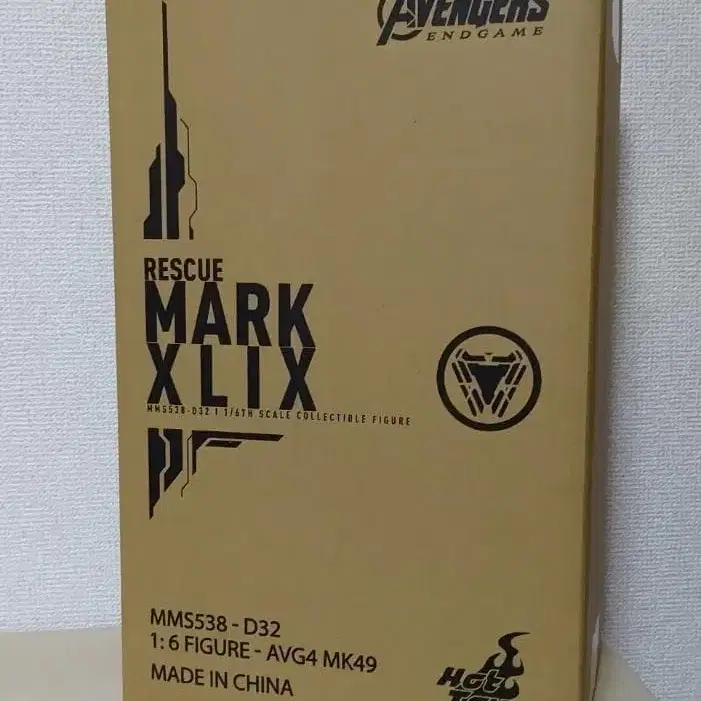 AVENGERS
ENDGAME
RESCUE
MARK
XLIX
MMS538-D32 | 1/6TH SCALE COLLECTIBLE FIGURE
MMS538 - D32
1: 6 FIGURE - AVG4 MK49
MADE IN CHINA
Hot